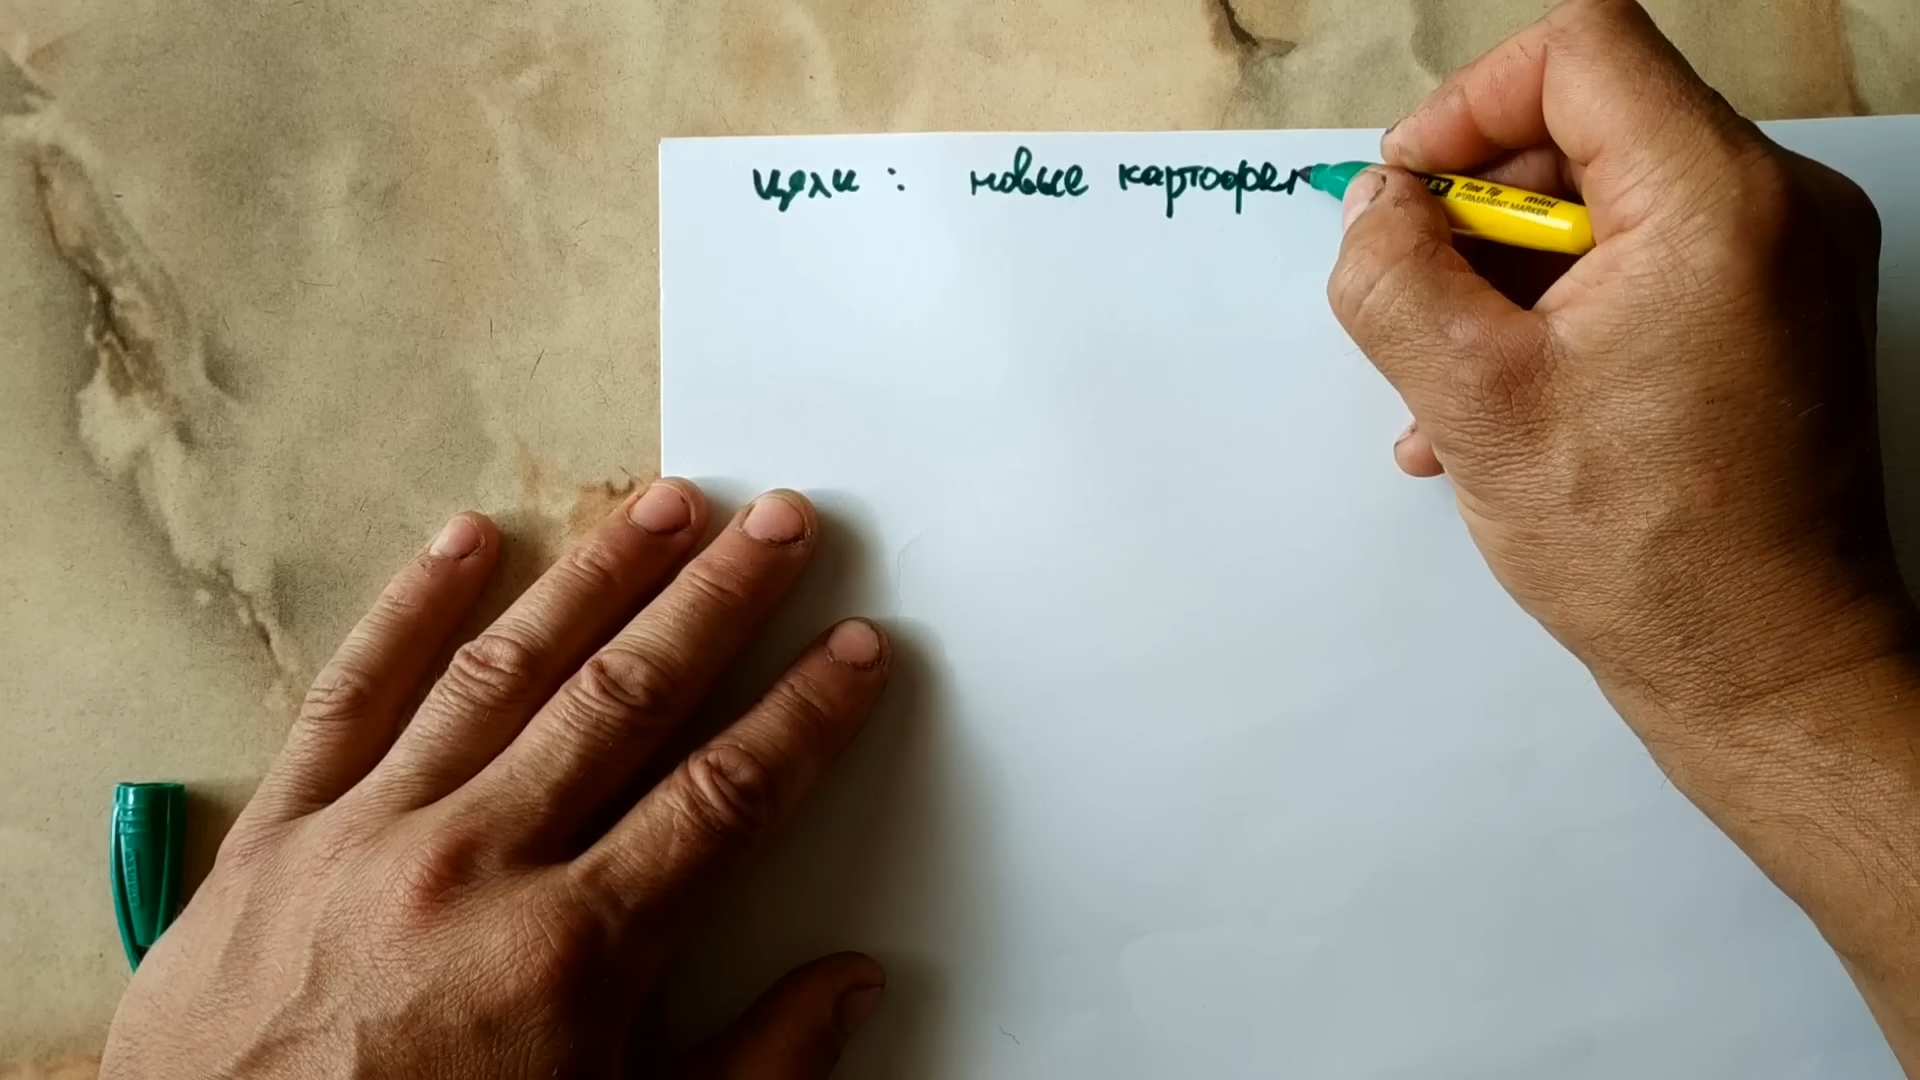 цели : новые картофел
Fine Tip mini
PERMANENT MARKER